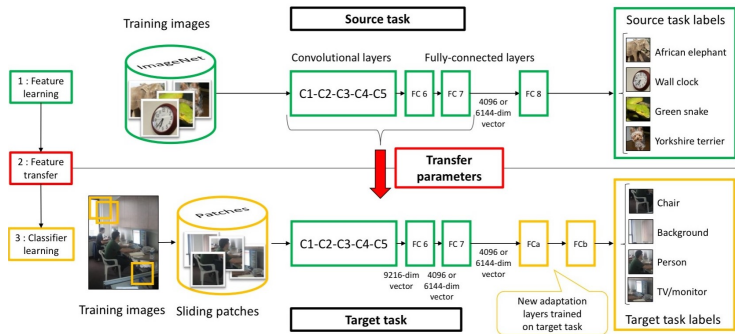 Training images
Source task
Source task labels
ImageNet
Convolutional layers
Fully-connected layers
1 : Feature
learning
C1-C2-C3-C4-C5
FC 6
FC 7
4096 or
6144-dim
vector
FC 8
African elephant
Wall clock
Green snake
Yorkshire terrier
2 : Feature
transfer
Transfer
parameters
3 : Classifier
learning
Patches
C1-C2-C3-C4-C5
FC 6
FC 7
4096 or
6144-dim
vector
FCa
FCb
Chair
Background
Person
TV/monitor
9216-dim
vector
4096 or
6144-dim
vector
Training images
Sliding patches
New adaptation
layers trained
on target task
Target task
Target task labels